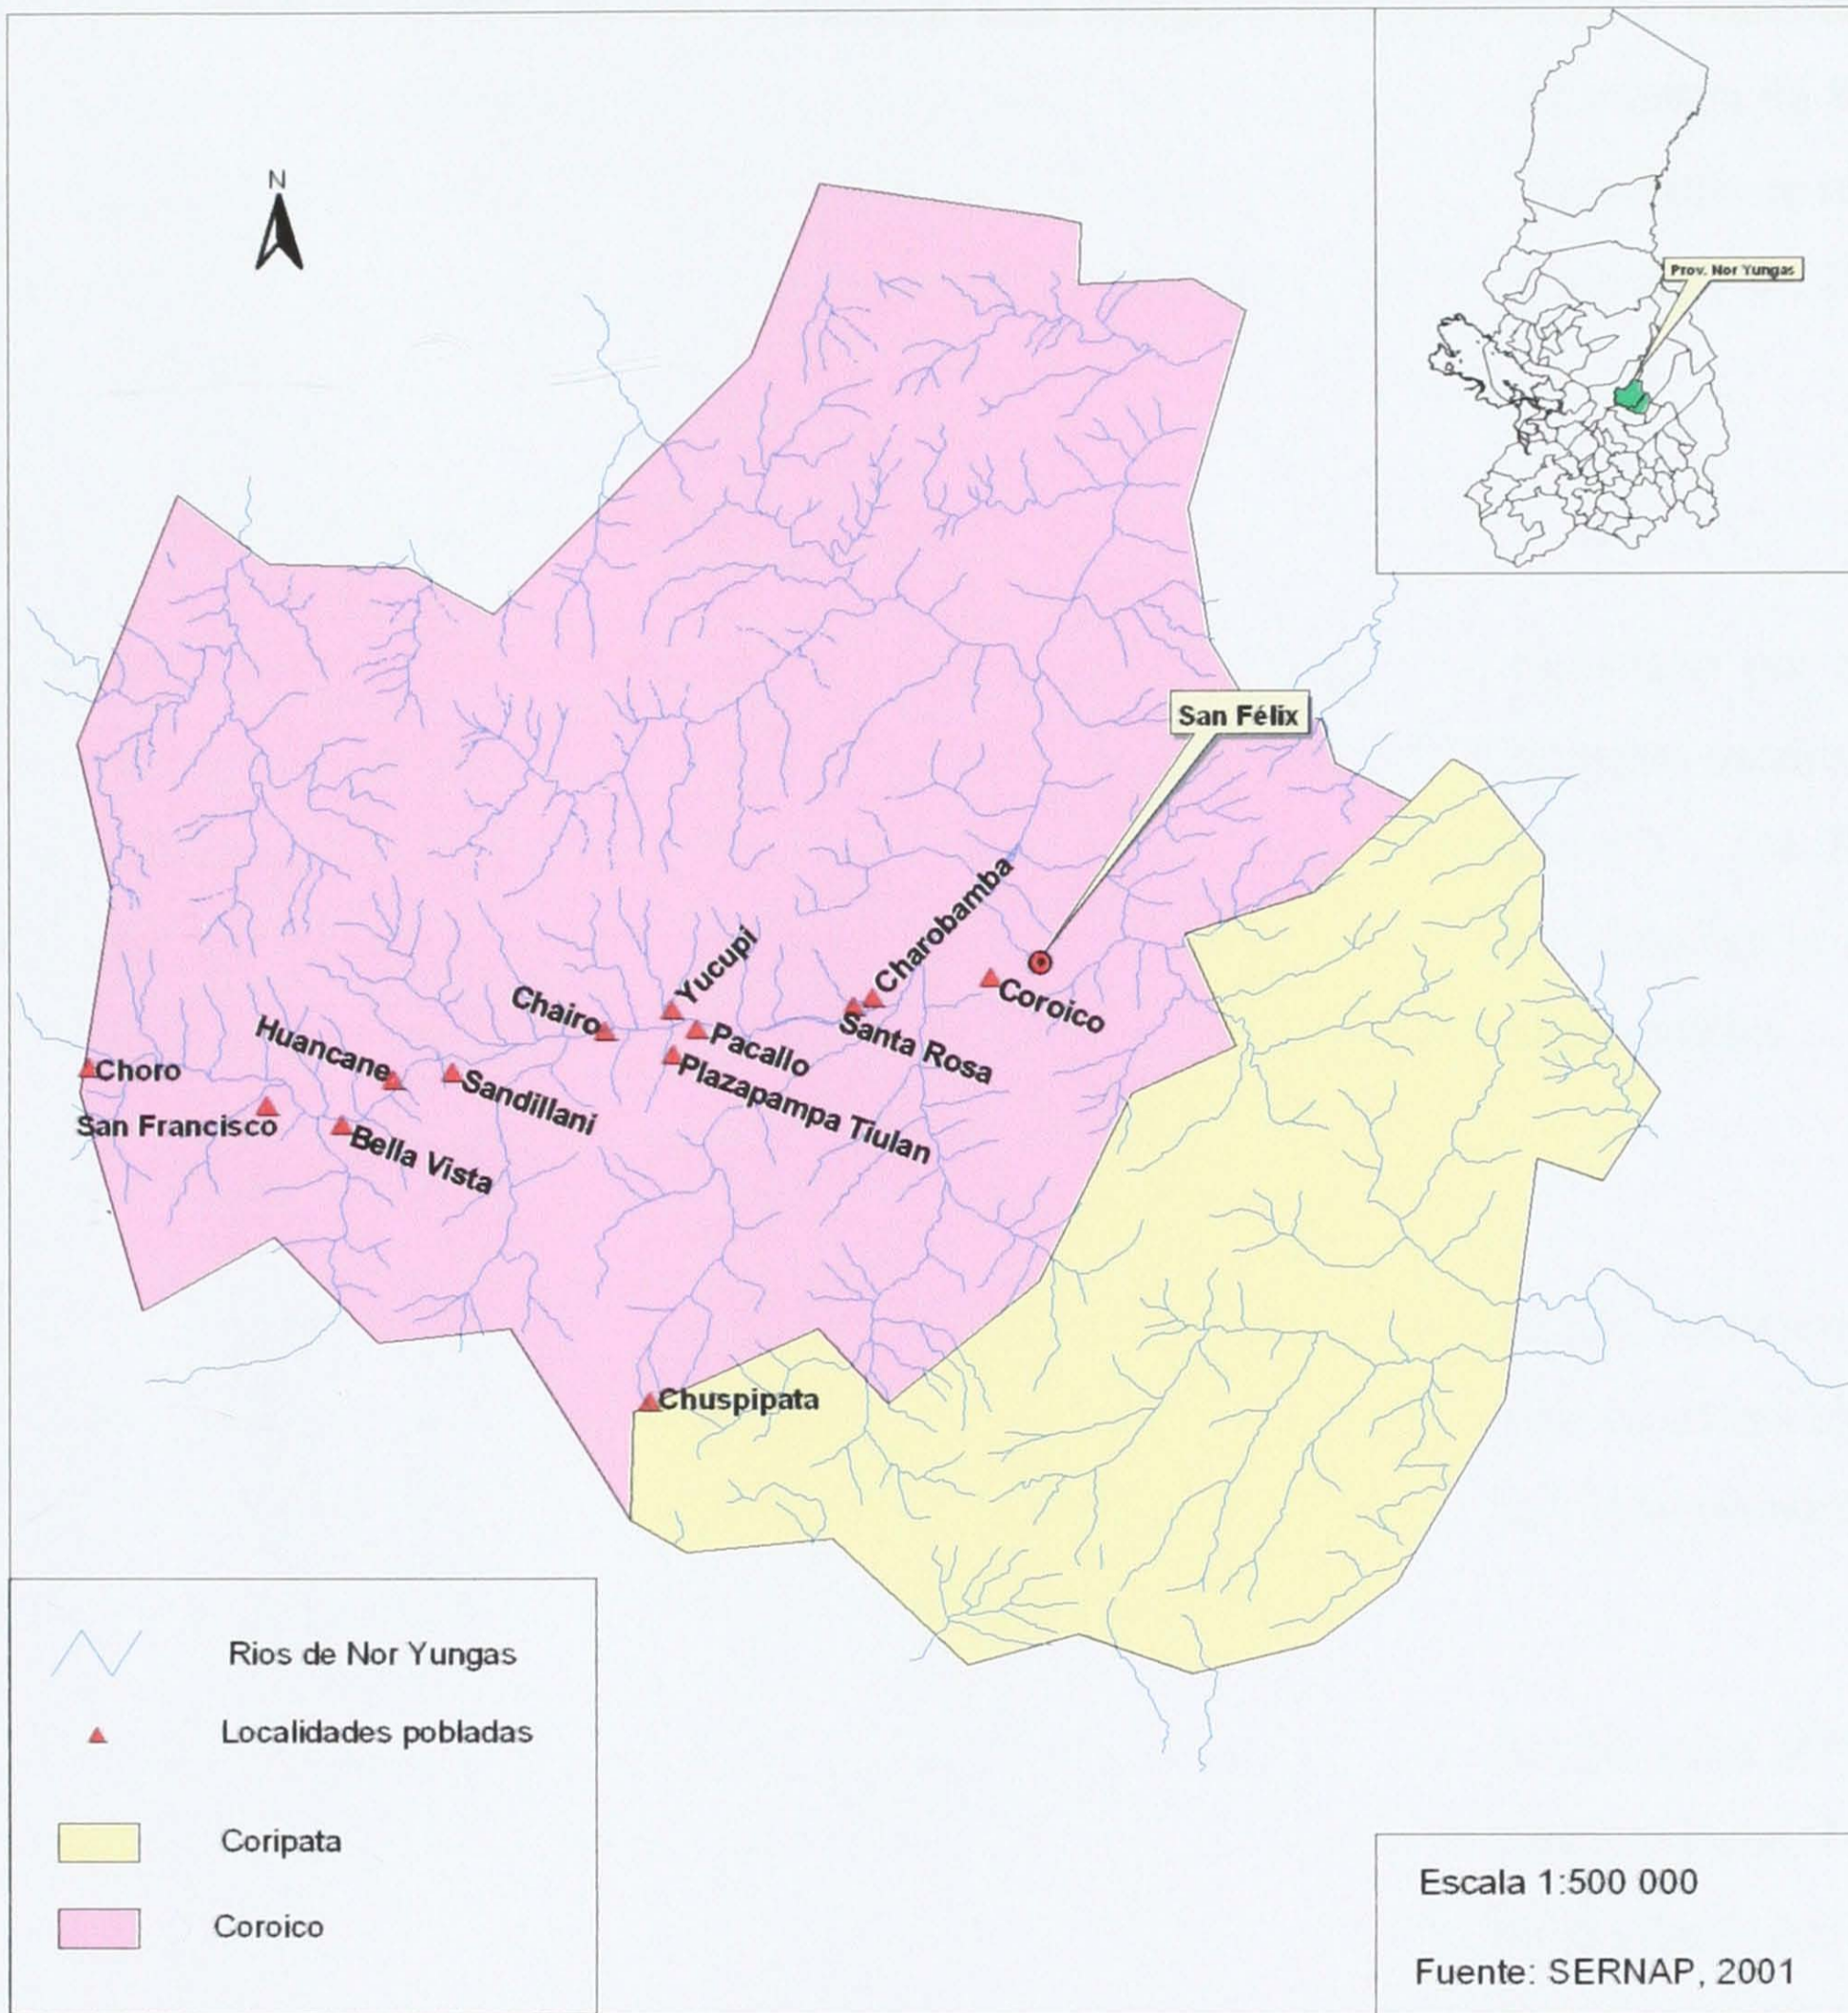 N
Prov. Nor Yungas
San Félix
Charobamba
Yucupi
Coroico
Chairo
Santa Rosa
Pacallo
Huancane
Plazapampa Tiulan
Choro
Sandillani
San Francisco
Bella Vista
Chuspipata
Rios de Nor Yungas
Localidades pobladas
Coripata
Coroico
Escala 1:500 000
Fuente: SERNAP, 2001